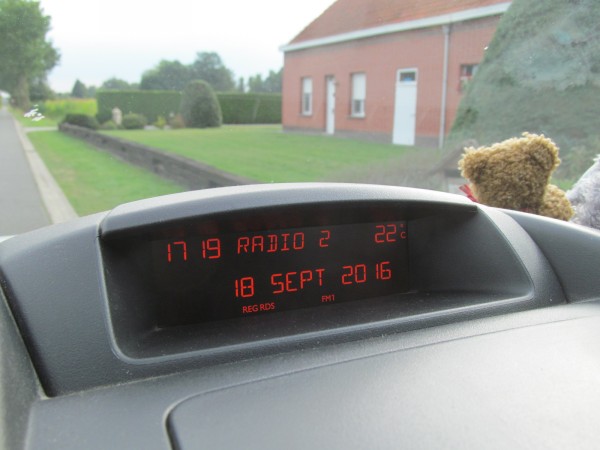 17 19 RADIO 2 22°C
18 SEPT 2016
REG RDS FM1